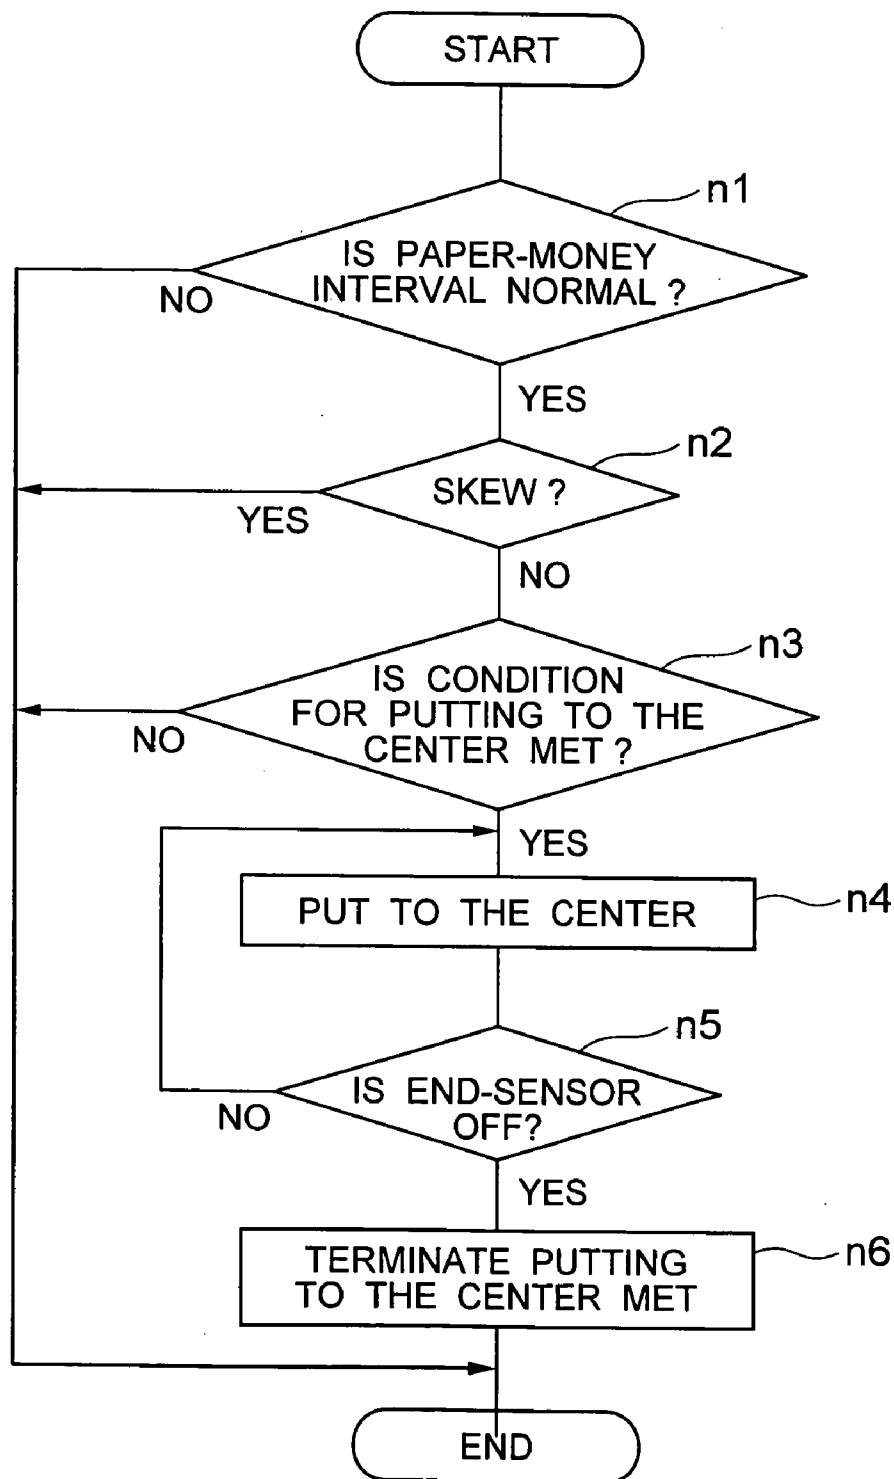 START
n1
IS PAPER-MONEY
INTERVAL NORMAL ?
NO
YES
n2
SKEW ?
YES
NO
n3
IS CONDITION
FOR PUTTING TO THE
CENTER MET ?
NO
YES
PUT TO THE CENTER
n4
n5
IS END-SENSOR
OFF?
NO
YES
n6
TERMINATE PUTTING
TO THE CENTER MET
END